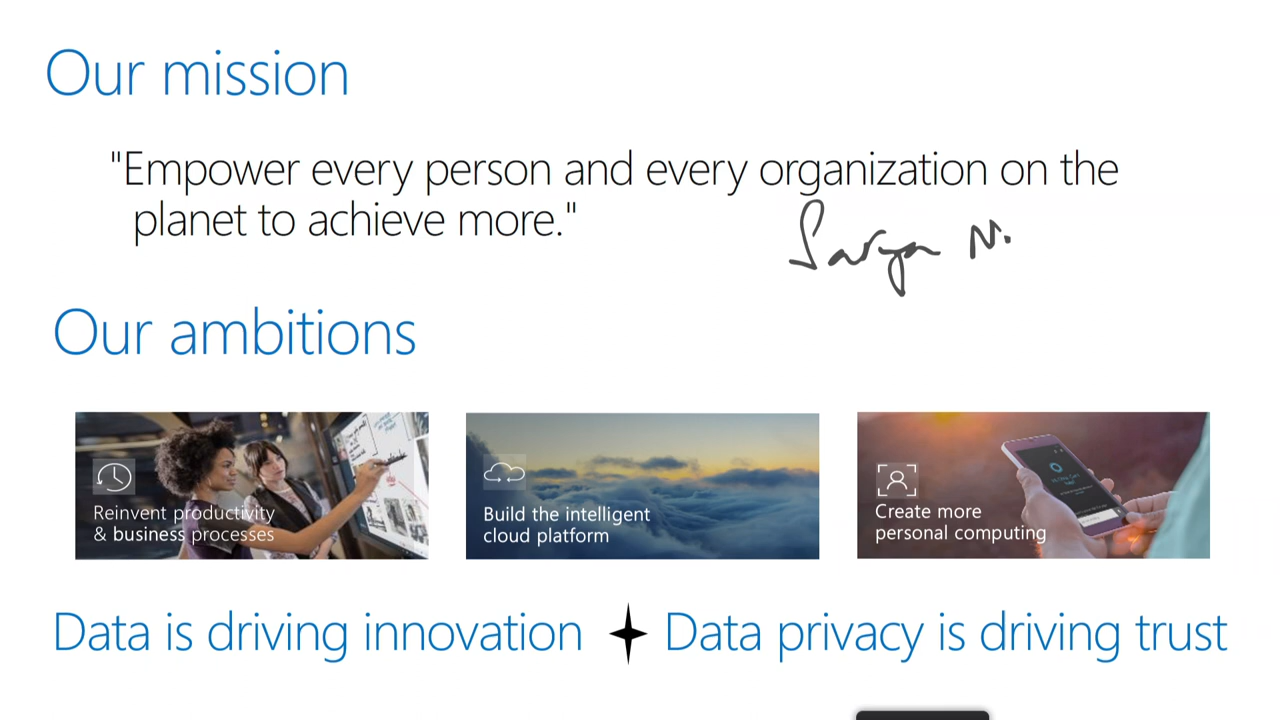 Our mission
"Empower every person and every organization on the
planet to achieve more."
Satya N.
Our ambitions
Reinvent productivity
& business processes
Build the intelligent
cloud platform
Create more
personal computing
Data is driving innovation
Data privacy is driving trust